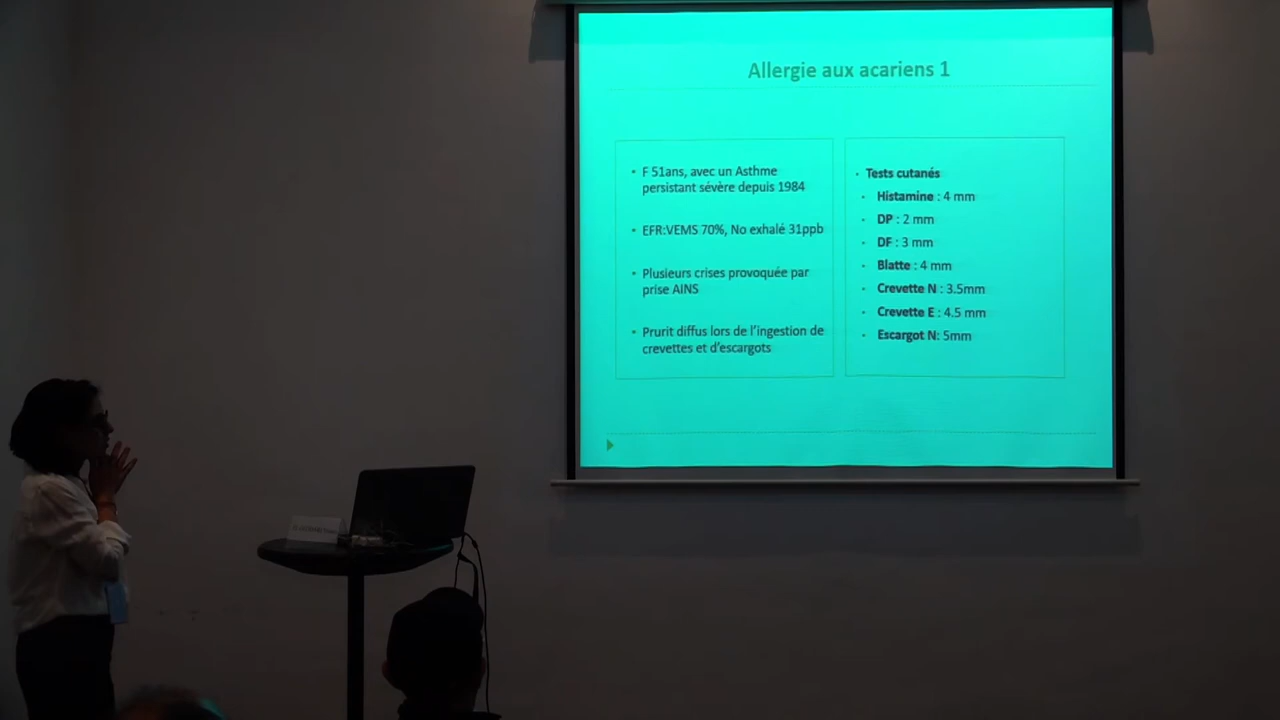 Allergie aux acariens 1
• F 51ans, avec un Asthme
persistant sévère depuis 1984
• EFR:VEMS 70%, No exhalé 31ppb
• Plusieurs crises provoquée par
prise AINS
• Prurit diffus lors de l'ingestion de
crevettes et d'escargots
• Tests cutanés
• Histamine : 4 mm
• DP : 2 mm
• DF : 3 mm
• Blatte : 4 mm
• Crevette N : 3.5mm
• Crevette E : 4.5 mm
• Escargot N: 5mm